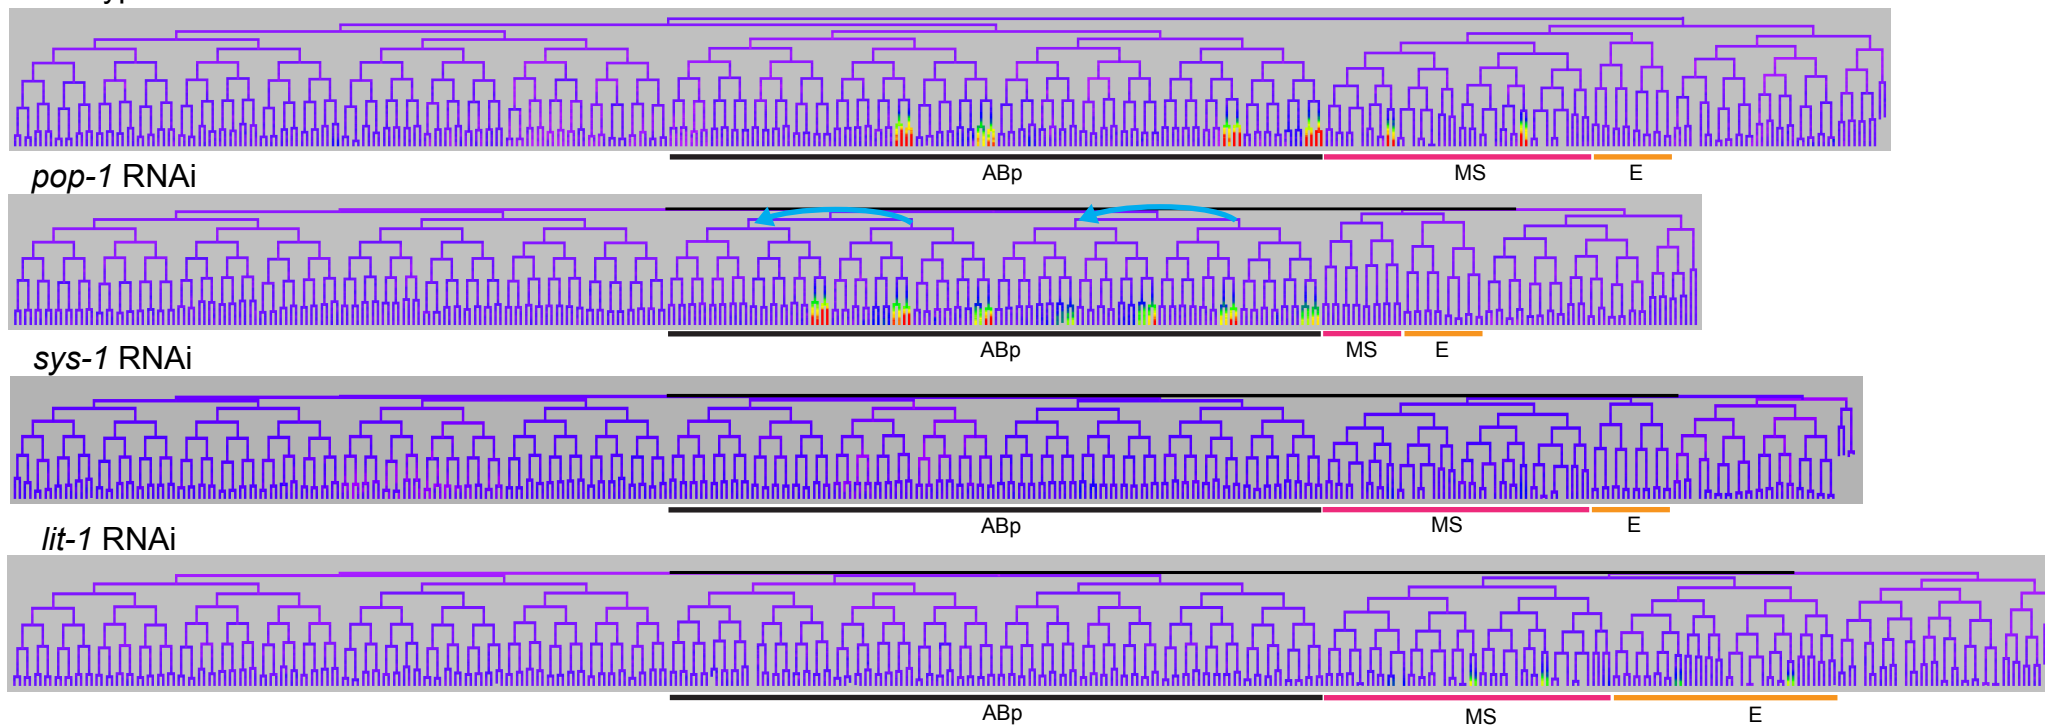 ABp MS E
pop-1 RNAi
ABp MS E
sys-1 RNAi
ABp MS E
lit-1 RNAi
ABp MS E